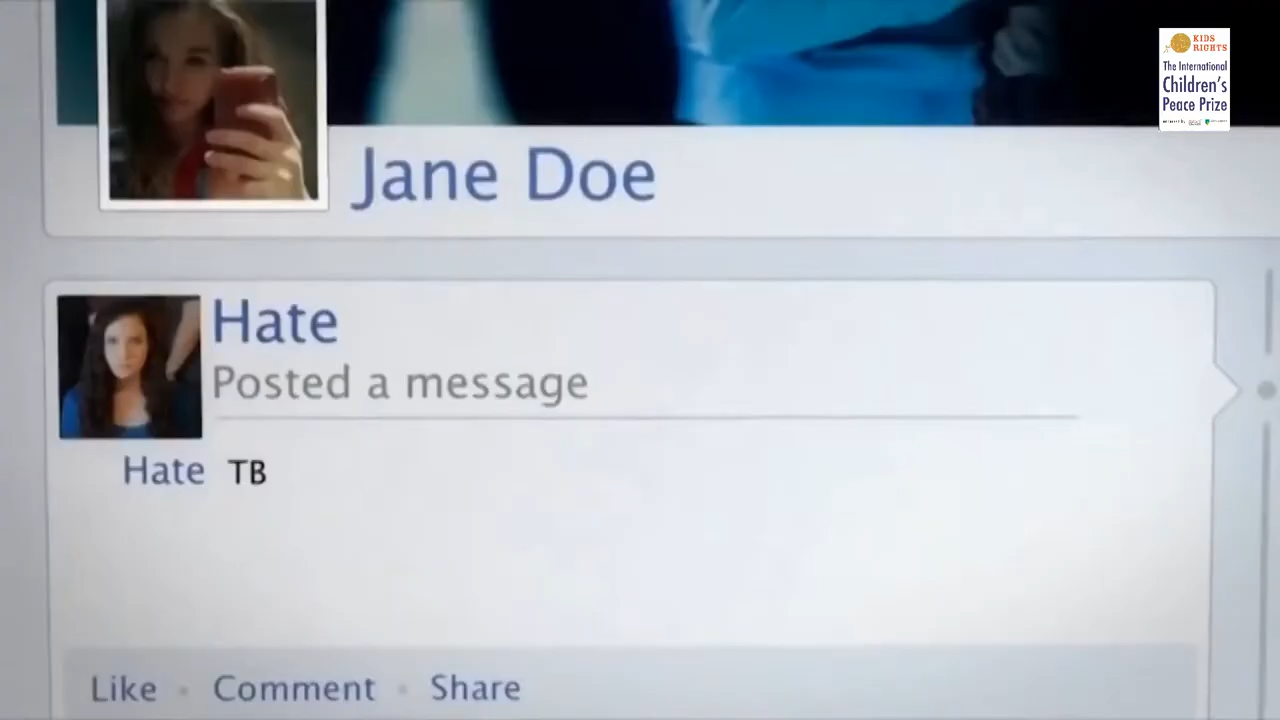 KIDS
RIGHTS
The International
Children's
Peace Prize
Jane Doe
Hate
Posted a message
Hate TB
Like · Comment · Share